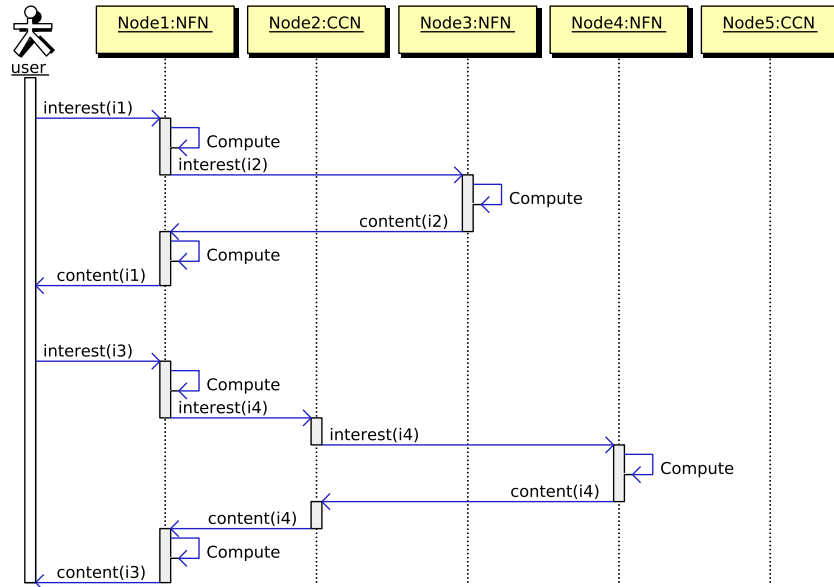 Node1:NFN Node2:CCN Node3:NFN Node4:NFN Node5:CCN
user
interest(i1)
Compute
interest(i2)
Compute
content(i2)
Compute
content(i1)
interest(i3)
Compute
interest(i4)
interest(i4)
Compute
content(i4)
content(i4)
Compute
content(i3)